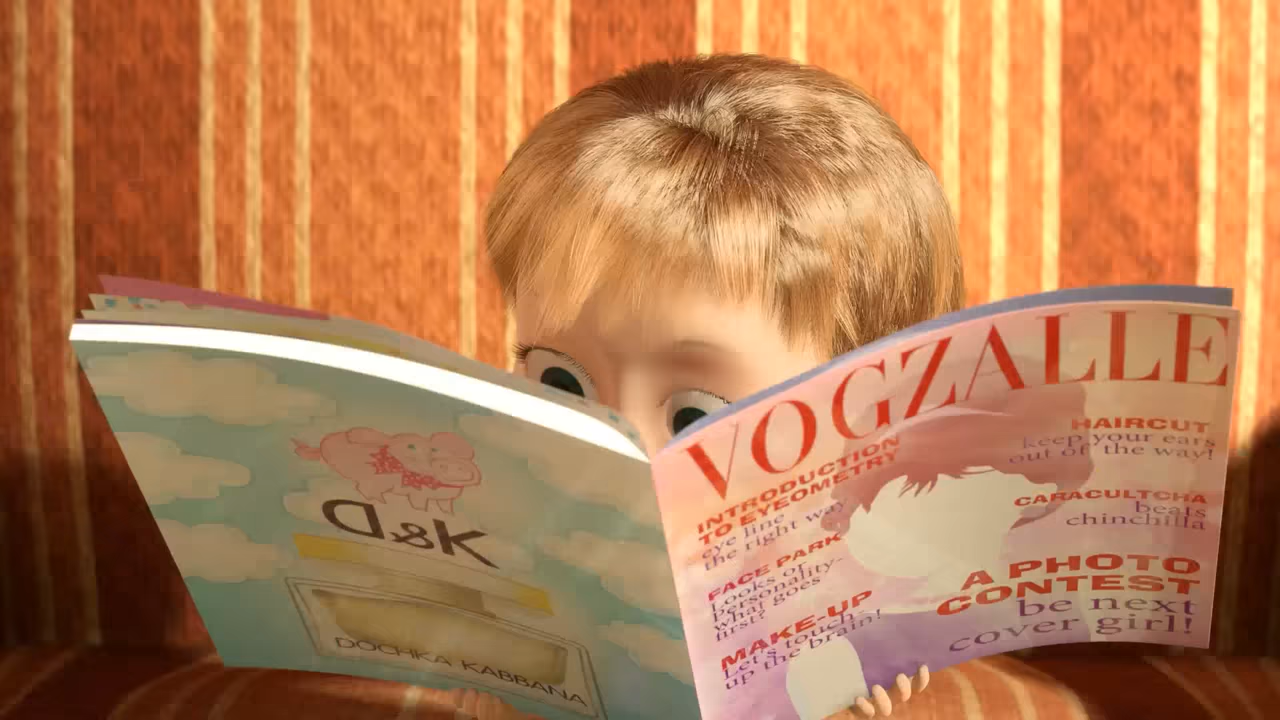 D&K
DOCHKA KABBANA
VOGZALLE
INTRODUCTION
TO EYEOMETRY
eye line
the right way
FACE PARK
Looks or
personality-
what goes
first?
MAKE-UP
Let's touch-
up the brain!
HAIRCUT
keep your ears
out of the way!
CARACULTCHA
beats
chinchilla
A PHOTO
CONTEST
be next
cover girl!